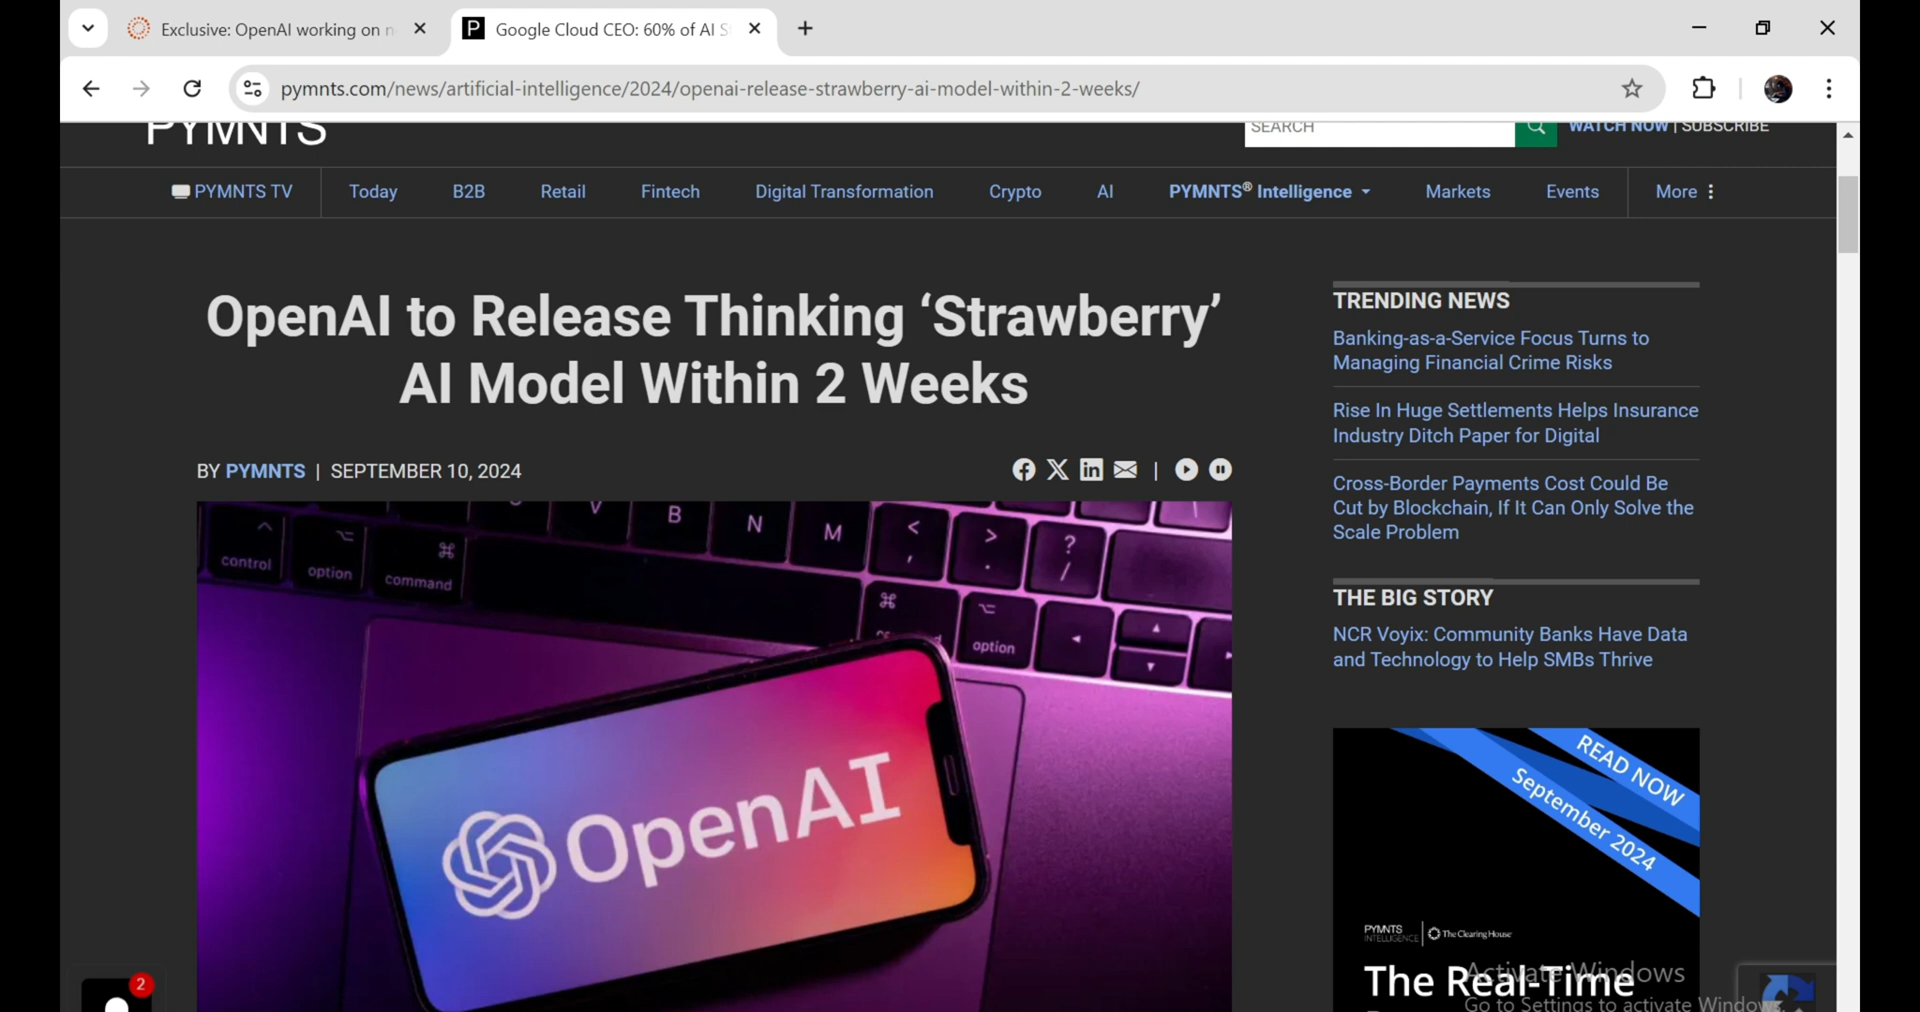 Exclusive: OpenAI working on n
Google Cloud CEO: 60% of AI S
pymnts.com/news/artificial-intelligence/2024/openai-release-strawberry-ai-model-within-2-weeks/
PYMNTS
SEARCH
WATCH NOW | SUBSCRIBE
PYMNTS TV
Today
B2B
Retail
Fintech
Digital Transformation
Crypto
AI
PYMNTS® Intelligence
Markets
Events
More
OpenAI to Release Thinking ‘Strawberry’
AI Model Within 2 Weeks
BY PYMNTS | SEPTEMBER 10, 2024
V
B
N
M
<
,
>
.
?
/
control
option
command
option
OpenAI
TRENDING NEWS
Banking-as-a-Service Focus Turns to
Managing Financial Crime Risks
Rise In Huge Settlements Helps Insurance
Industry Ditch Paper for Digital
Cross-Border Payments Cost Could Be
Cut by Blockchain, If It Can Only Solve the
Scale Problem
THE BIG STORY
NCR Voyix: Community Banks Have Data
and Technology to Help SMBs Thrive
READ NOW
September 2024
PYMNTS
INTELLIGENCE
The Clearing House
The Real-Time
Activate Windows
Go to Settings to activate Windows.
2